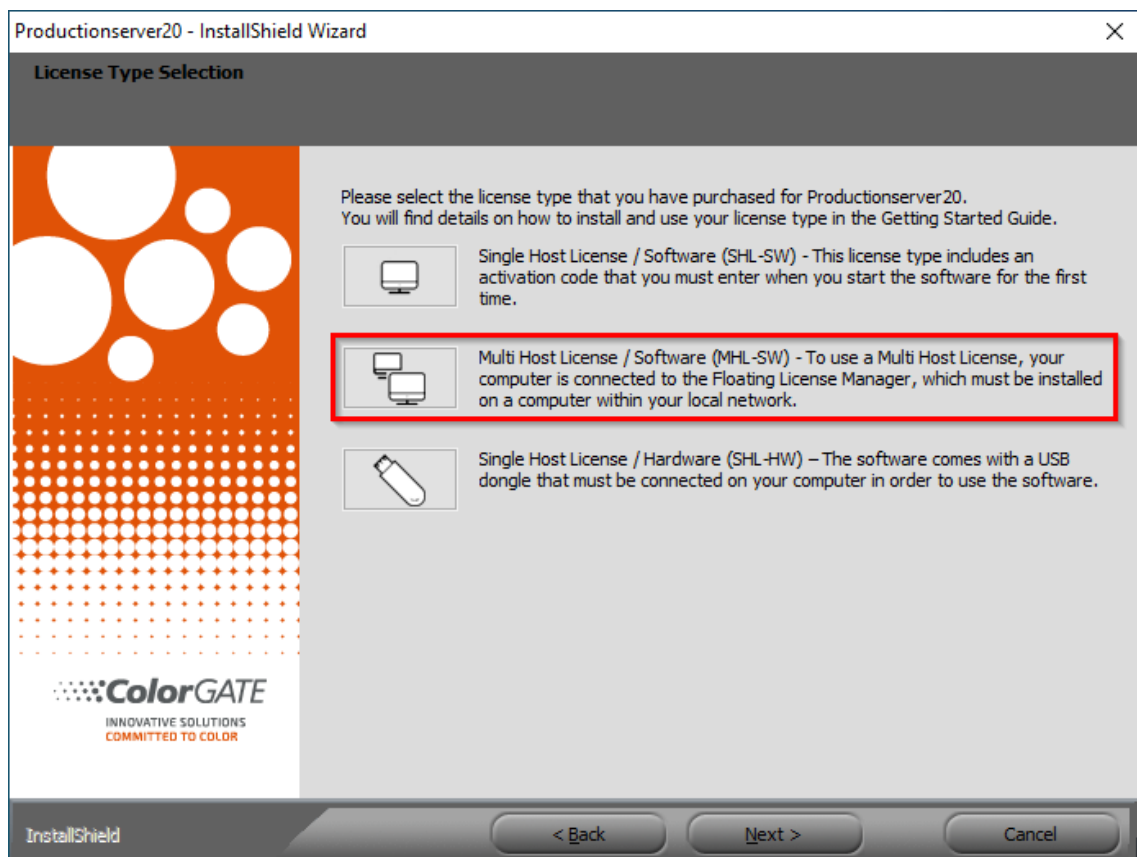 Productionserver20 - InstallShield Wizard
License Type Selection
Please select the license type that you have purchased for Productionserver20.
You will find details on how to install and use your license type in the Getting Started Guide.
Single Host License / Software (SHL-SW) - This license type includes an
activation code that you must enter when you start the software for the first
time.
Multi Host License / Software (MHL-SW) - To use a Multi Host License, your
computer is connected to the Floating License Manager, which must be installed
on a computer within your local network.
Single Host License / Hardware (SHL-HW) – The software comes with a USB
dongle that must be connected on your computer in order to use the software.
ColorGATE
INNOVATIVE SOLUTIONS
COMMITTED TO COLOR
InstallShield
< Back
Next >
Cancel